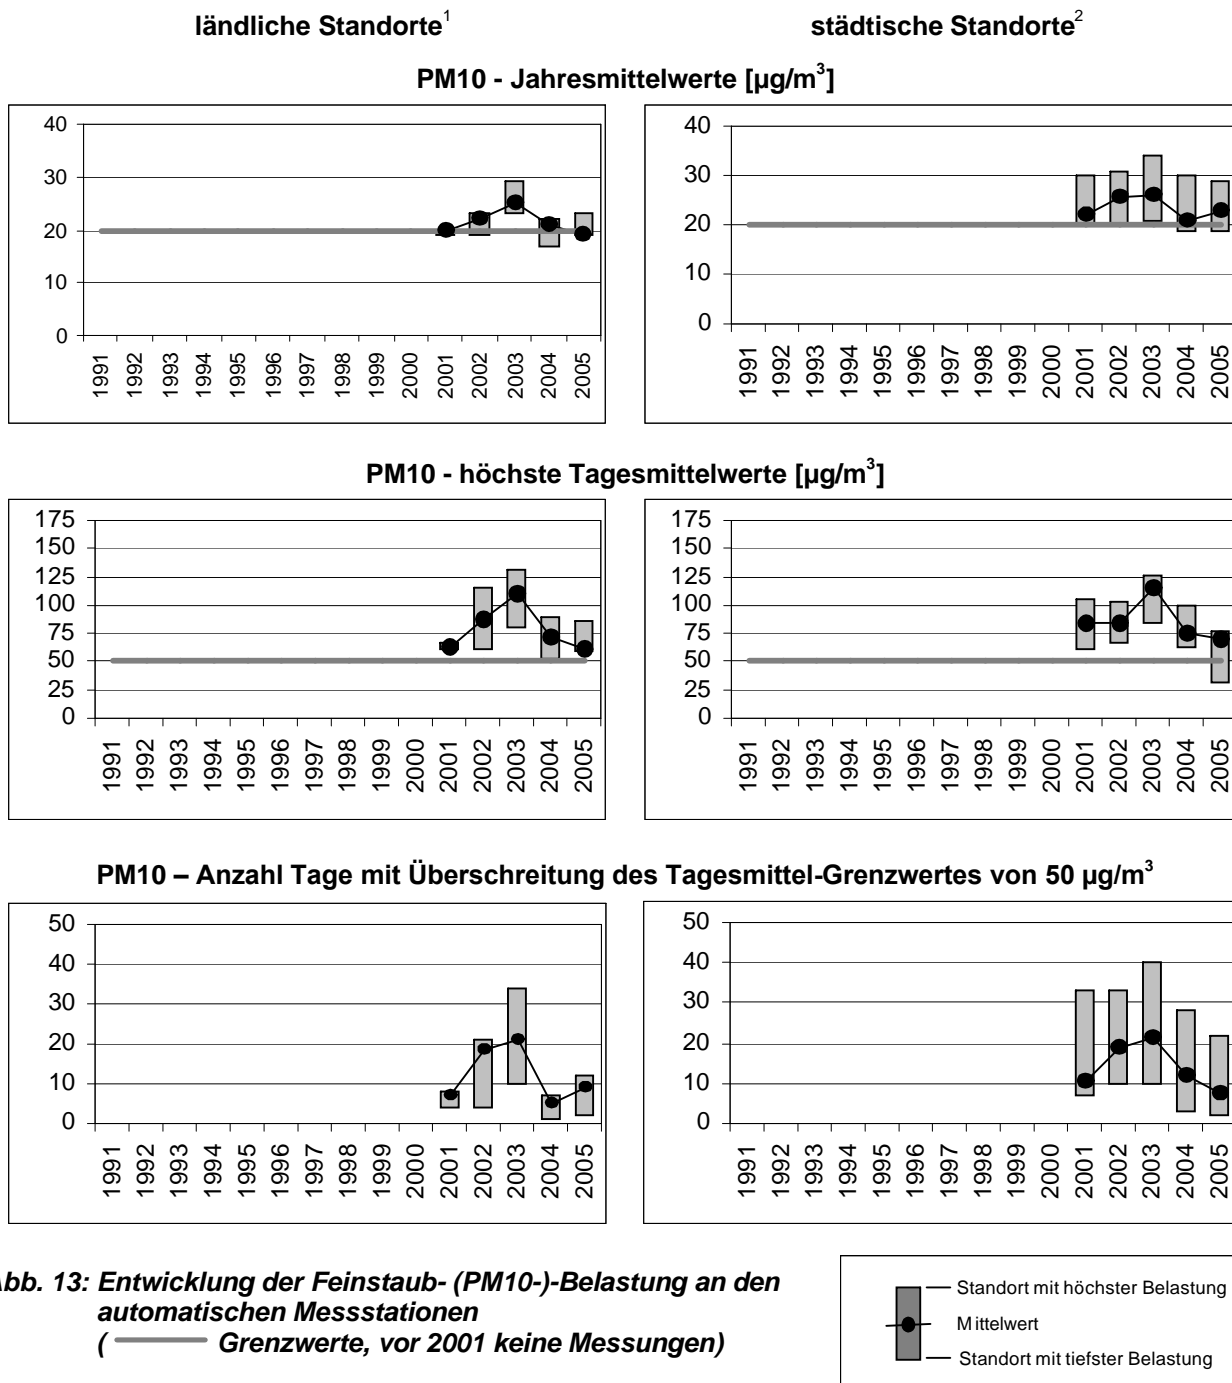 ländliche Standorte¹ städtische Standorte²
PM10 - Jahresmittelwerte [µg/m³]
40
30
20
10
0
1991 1992 1993 1994 1995 1996 1997 1998 1999 2000 2001 2002 2003 2004 2005
40
30
20
10
0
1991 1992 1993 1994 1995 1996 1997 1998 1999 2000 2001 2002 2003 2004 2005
PM10 - höchste Tagesmittelwerte [µg/m³]
175
150
125
100
75
50
25
0
1991 1992 1993 1994 1995 1996 1997 1998 1999 2000 2001 2002 2003 2004 2005
175
150
125
100
75
50
25
0
1991 1992 1993 1994 1995 1996 1997 1998 1999 2000 2001 2002 2003 2004 2005
PM10 – Anzahl Tage mit Überschreitung des Tagesmittel-Grenzwertes von 50 µg/m³
50
40
30
20
10
0
1991 1992 1993 1994 1995 1996 1997 1998 1999 2000 2001 2002 2003 2004 2005
50
40
30
20
10
0
1991 1992 1993 1994 1995 1996 1997 1998 1999 2000 2001 2002 2003 2004 2005
Abb. 13: Entwicklung der Feinstaub- (PM10-)-Belastung an den
automatischen Messstationen
( Grenzwerte, vor 2001 keine Messungen)
Standort mit höchster Belastung
Mittelwert
Standort mit tiefster Belastung